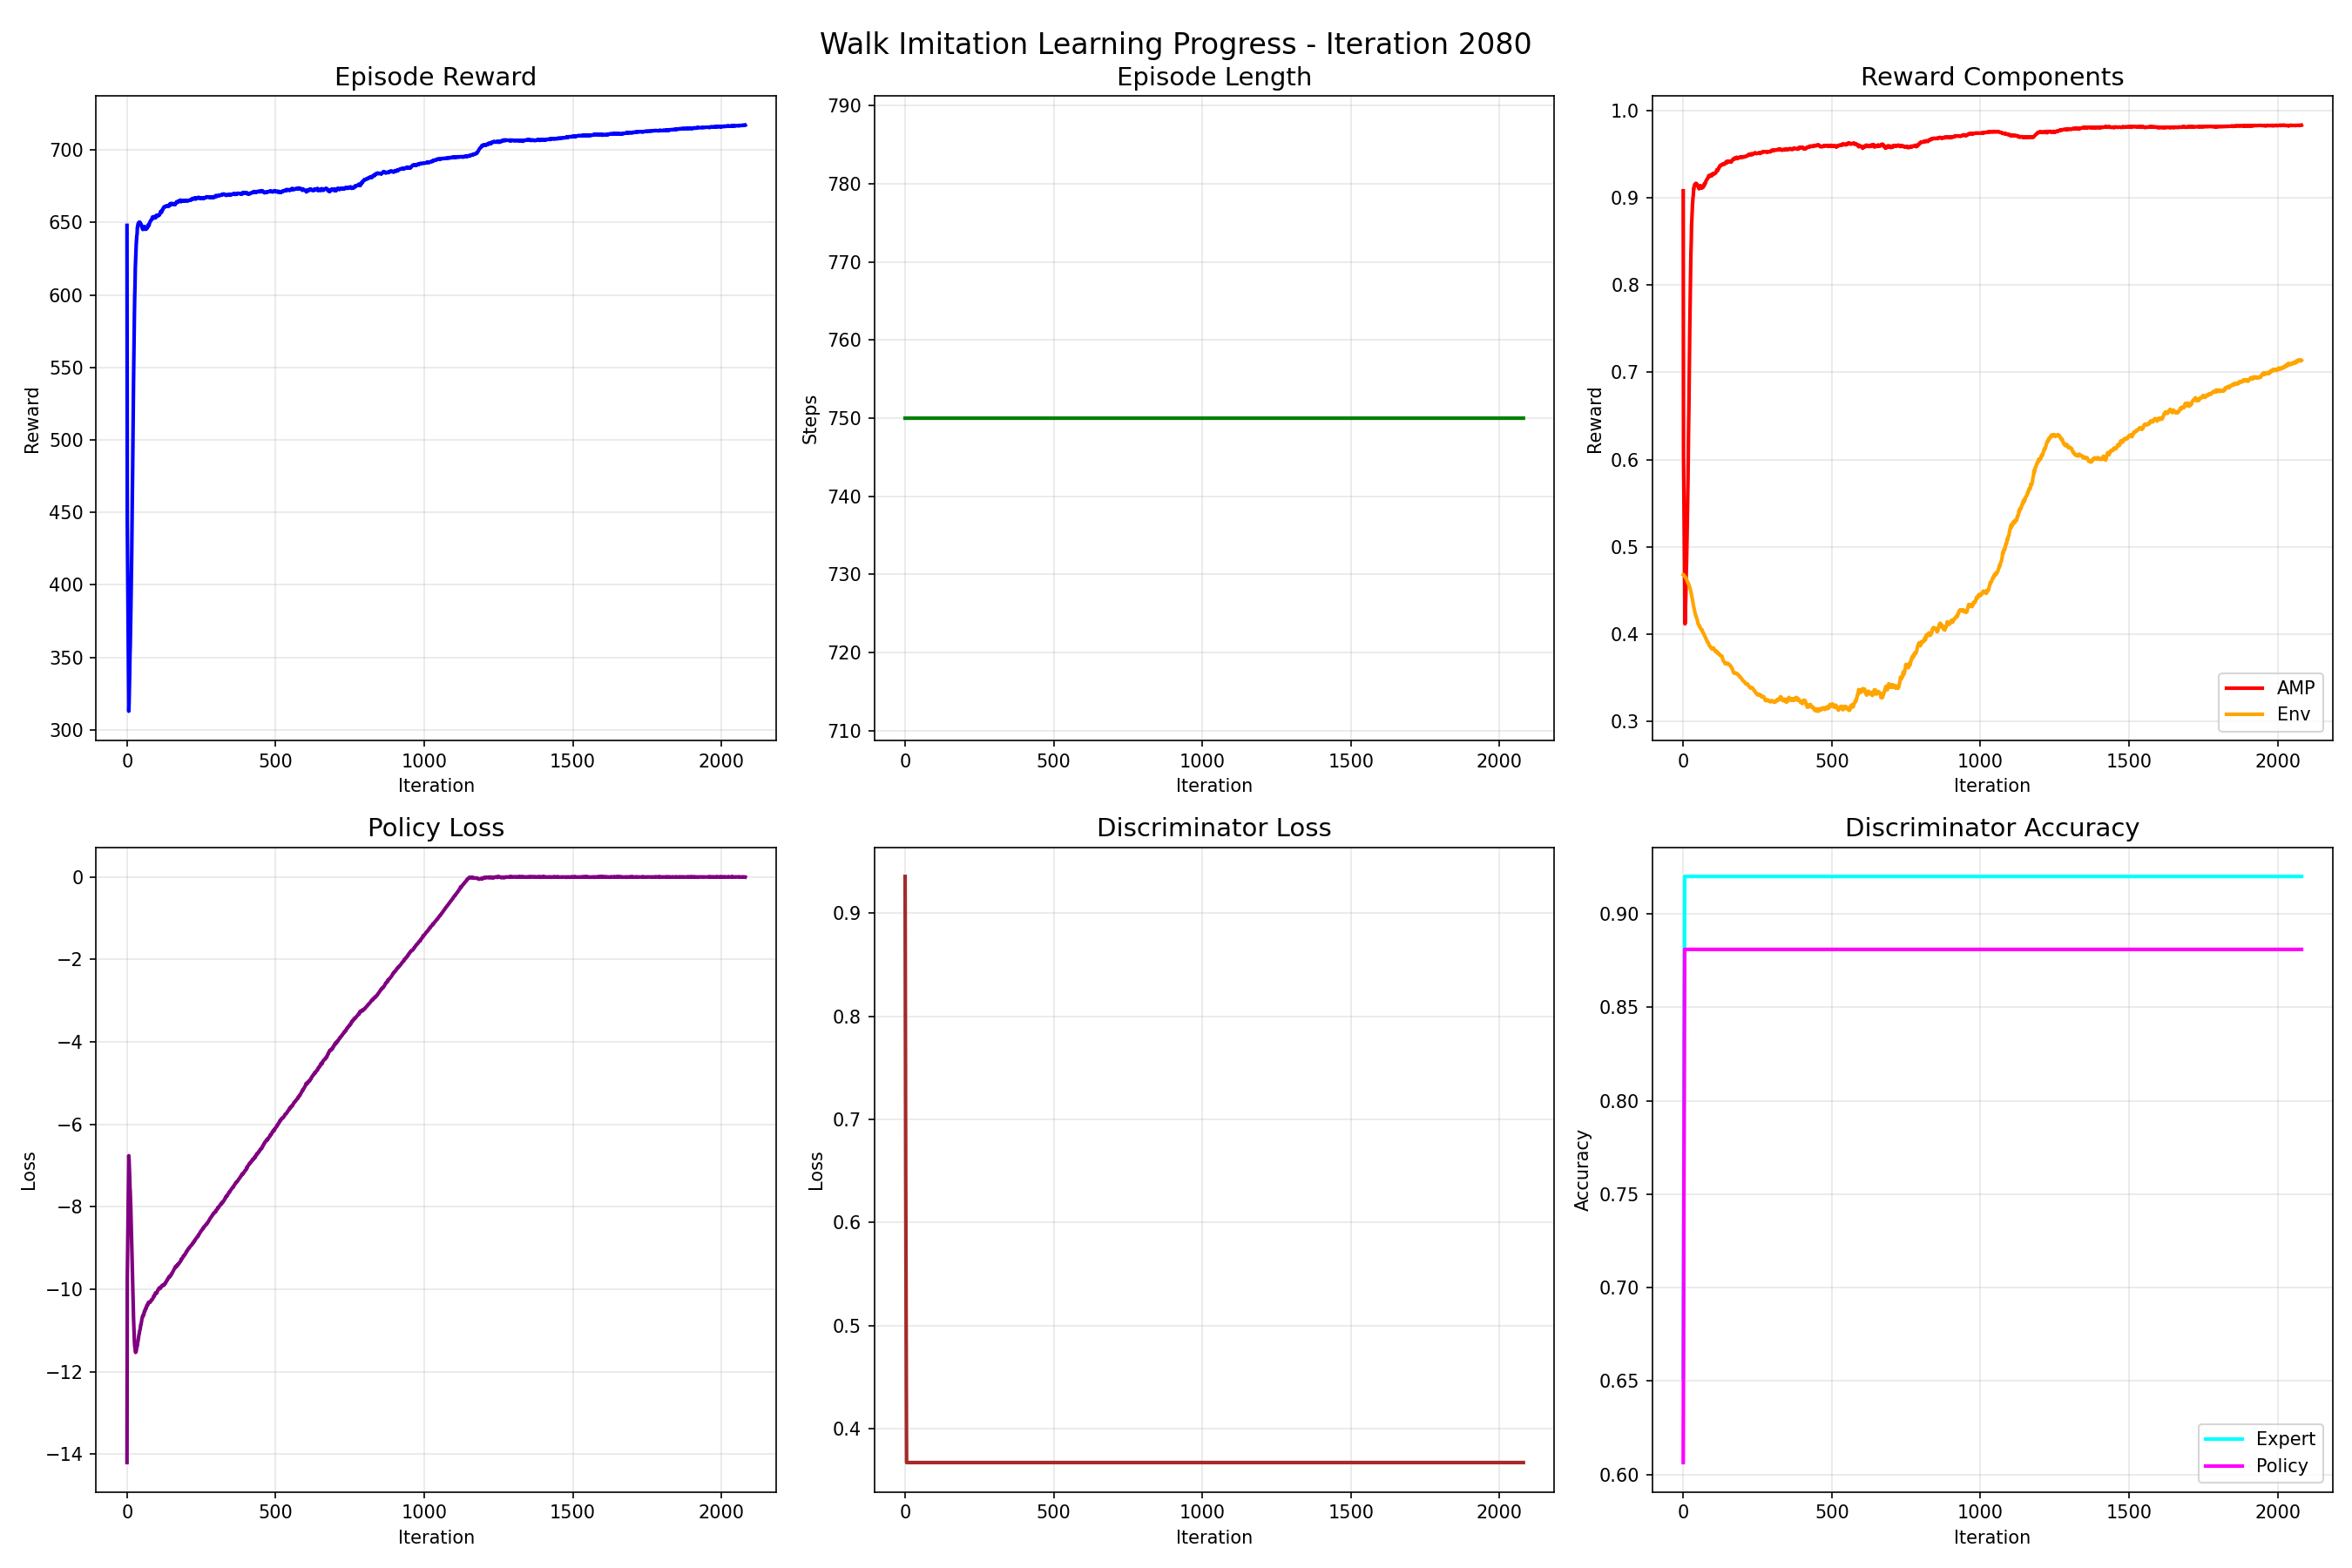 Walk Imitation Learning Progress - Iteration 2080
Episode Reward
Reward
700
650
600
550
500
450
400
350
300
0 500 1000 1500 2000
Iteration
Episode Length
Steps
790
780
770
760
750
740
730
720
710
0 500 1000 1500 2000
Iteration
Reward Components
Reward
1.0
0.9
0.8
0.7
0.6
0.5
0.4
0.3
AMP
Env
0 500 1000 1500 2000
Iteration
Policy Loss
Loss
0
−2
−4
−6
−8
−10
−12
−14
0 500 1000 1500 2000
Iteration
Discriminator Loss
Loss
0.9
0.8
0.7
0.6
0.5
0.4
0 500 1000 1500 2000
Iteration
Discriminator Accuracy
Accuracy
0.90
0.85
0.80
0.75
0.70
0.65
0.60
Expert
Policy
0 500 1000 1500 2000
Iteration